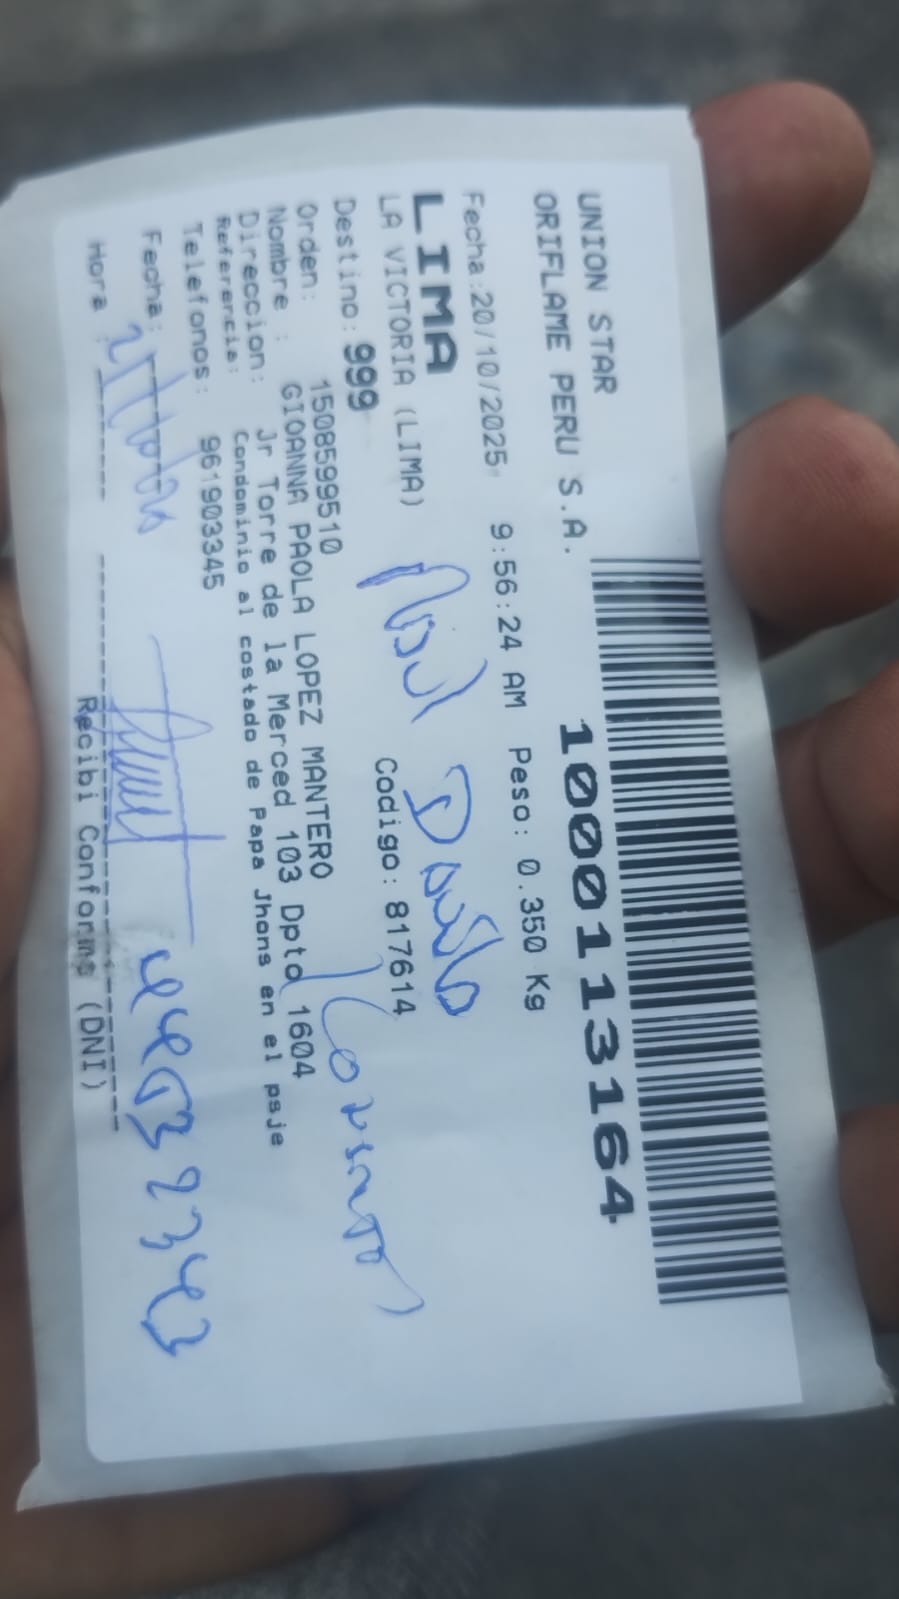 UNION STAR
ORIFLAME PERU S.A.
1000113164
Fecha:20/10/2025 9:56:24 AM Peso: 0.350 Kg
LIMA
LA VICTORIA (LIMA)
Destino: 999
Codigo: 817614
Orden: 1508599510
Nombre : GIOANNA PAOLA LOPEZ MANTERO
Direccion: Jr Torre de la Merced 103 Dpto 1604
Referencia: Condominio al costado de Papa Jhons en el psje
Telefonos: 961903345
Fecha:
Hora :
Recibi Conforme (DNI)